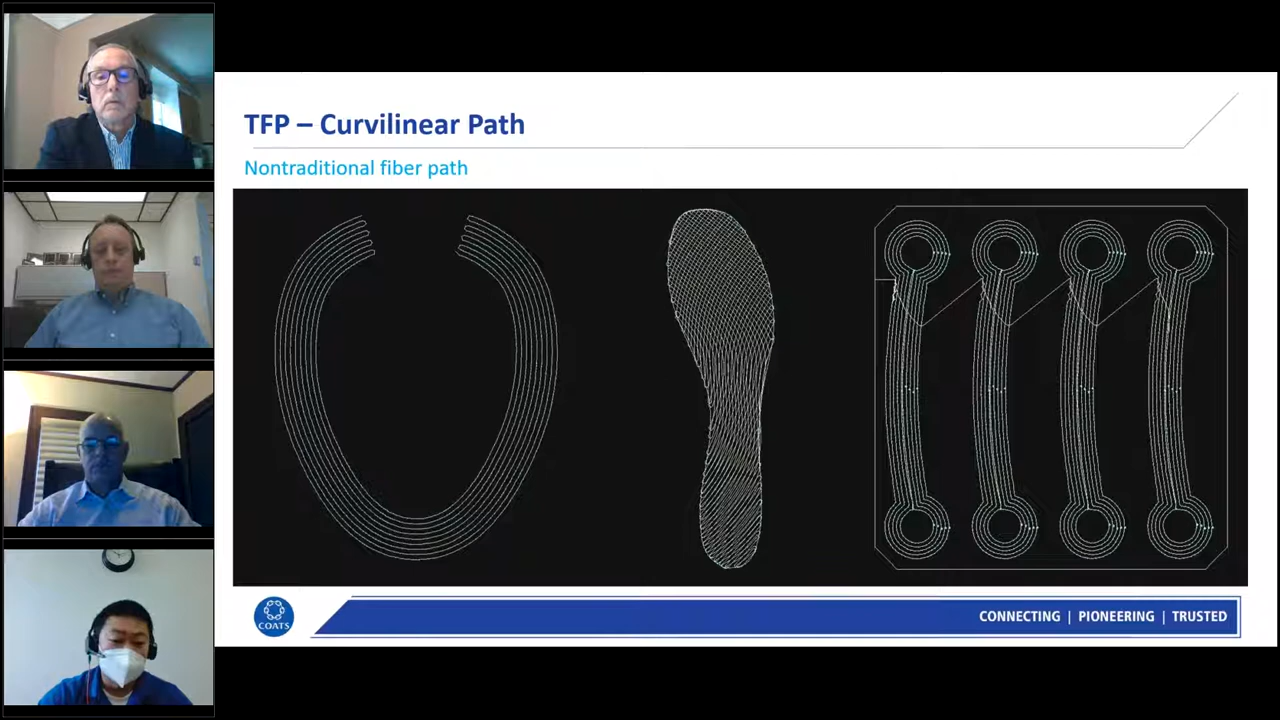 TFP – Curvilinear Path
Nontraditional fiber path
COATS
CONNECTING | PIONEERING | TRUSTED